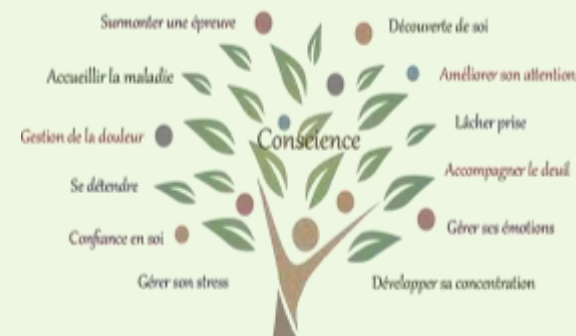 Surmonter une épreuve
Découverte de soi
Accueillir la maladie
Améliorer son attention
Conscience
Lâcher prise
Gestion de la douleur
Accompagner le deuil
Se détendre
Gérer ses émotions
Confiance en soi
Gérer son stress
Développer sa concentration